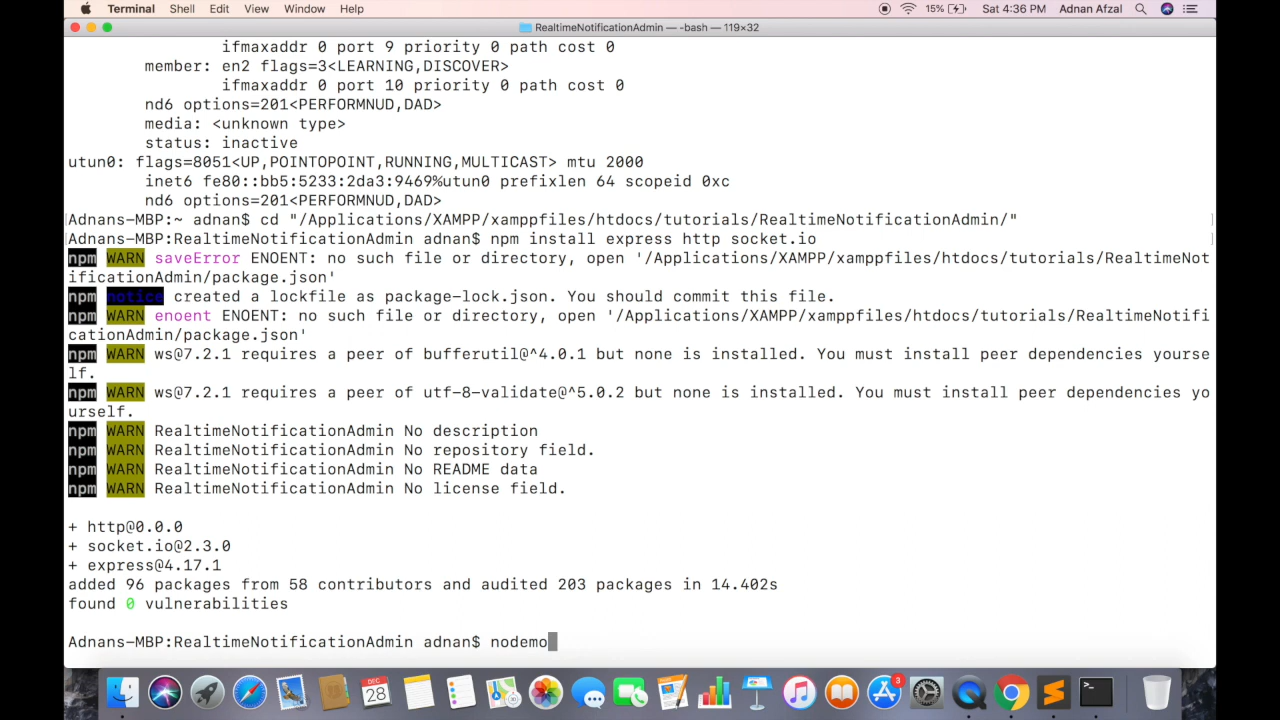 Terminal Shell Edit View Window Help 15% Sat 4:36 PM Adnan Afzal
RealtimeNotificationAdmin — -bash — 119×32
ifmaxaddr 0 port 9 priority 0 path cost 0
member: en2 flags=3<LEARNING,DISCOVER>
ifmaxaddr 0 port 10 priority 0 path cost 0
nd6 options=201<PERFORMNUD,DAD>
media: <unknown type>
status: inactive
utun0: flags=8051<UP,POINTOPOINT,RUNNING,MULTICAST> mtu 2000
inet6 fe80::bb5:5233:2da3:9469%utun0 prefixlen 64 scopeid 0xc
nd6 options=201<PERFORMNUD,DAD>
Adnans-MBP:~ adnan$ cd "/Applications/XAMPP/xamppfiles/htdocs/tutorials/RealtimeNotificationAdmin/"
Adnans-MBP:RealtimeNotificationAdmin adnan$ npm install express http socket.io
npm WARN saveError ENOENT: no such file or directory, open '/Applications/XAMPP/xamppfiles/htdocs/tutorials/RealtimeNot
ificationAdmin/package.json'
npm notice created a lockfile as package-lock.json. You should commit this file.
npm WARN enoent ENOENT: no such file or directory, open '/Applications/XAMPP/xamppfiles/htdocs/tutorials/RealtimeNotifi
cationAdmin/package.json'
npm WARN ws@7.2.1 requires a peer of bufferutil@^4.0.1 but none is installed. You must install peer dependencies yourse
lf.
npm WARN ws@7.2.1 requires a peer of utf-8-validate@^5.0.2 but none is installed. You must install peer dependencies yo
urself.
npm WARN RealtimeNotificationAdmin No description
npm WARN RealtimeNotificationAdmin No repository field.
npm WARN RealtimeNotificationAdmin No README data
npm WARN RealtimeNotificationAdmin No license field.
+ http@0.0.0
+ socket.io@2.3.0
+ express@4.17.1
added 96 packages from 58 contributors and audited 203 packages in 14.402s
found 0 vulnerabilities
Adnans-MBP:RealtimeNotificationAdmin adnan$ nodemo
DEC
28
3
>_